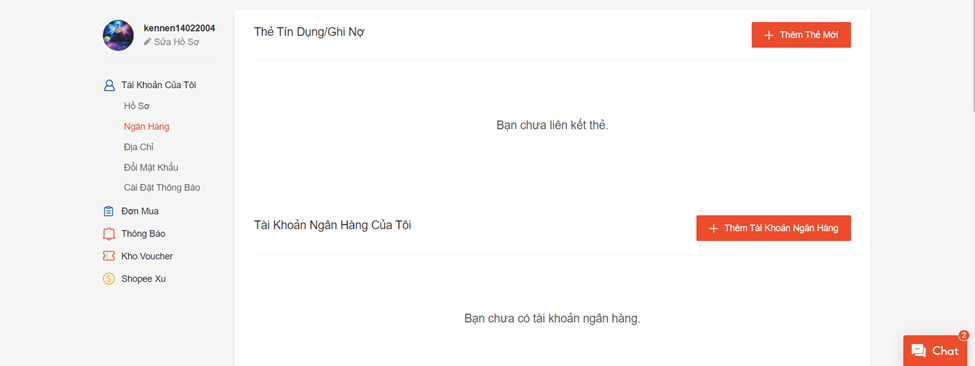 kennen14022004
Sửa Hồ Sơ
Tài Khoản Của Tôi
Hồ Sơ
Ngân Hàng
Địa Chỉ
Đổi Mật Khẩu
Cài Đặt Thông Báo
Đơn Mua
Thông Báo
Kho Voucher
Shopee Xu
Thẻ Tín Dụng/Ghi Nợ
Thêm Thẻ Mới
Bạn chưa liên kết thẻ.
Tài Khoản Ngân Hàng Của Tôi
Thêm Tài Khoản Ngân Hàng
Bạn chưa có tài khoản ngân hàng.
2
Chat